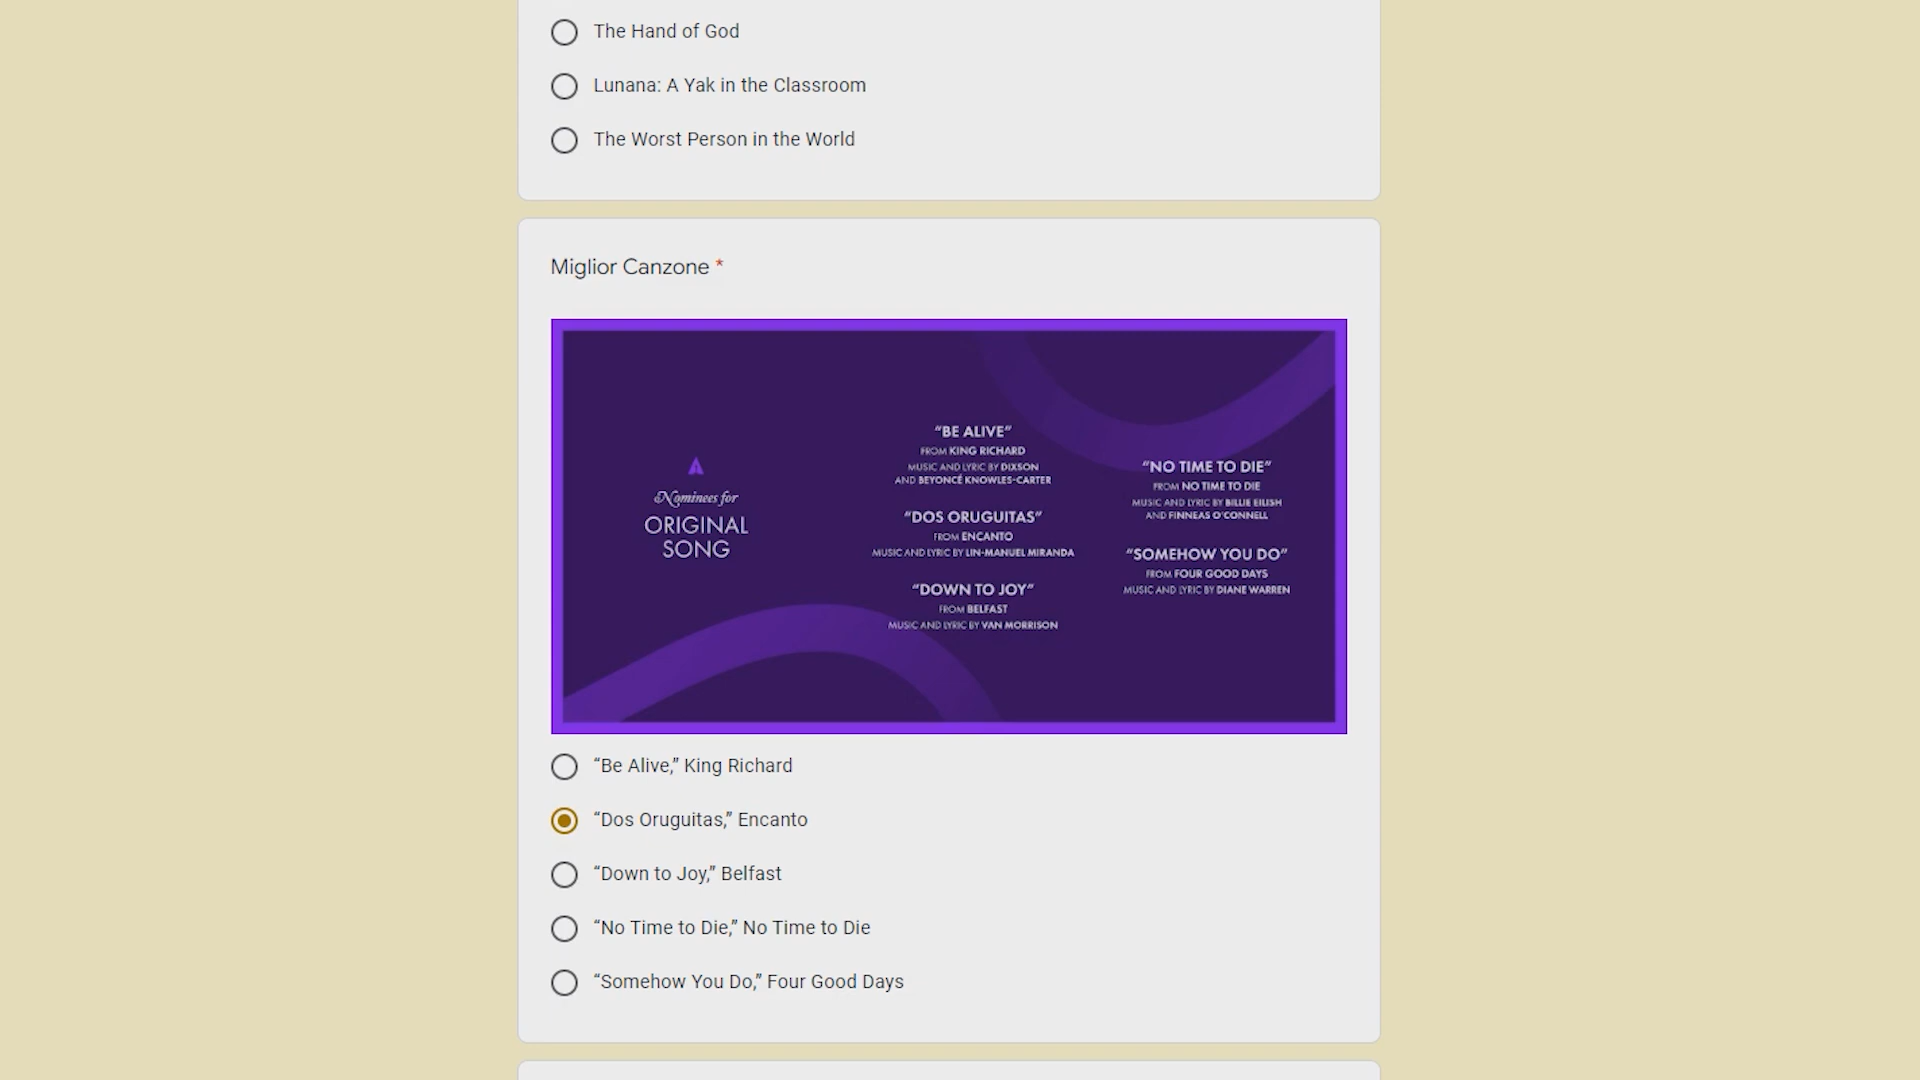 The Hand of God
Lunana: A Yak in the Classroom
The Worst Person in the World
Miglior Canzone *
Nominees for
ORIGINAL
SONG
“BE ALIVE”
FROM KING RICHARD
MUSIC AND LYRIC BY DIXSON
AND BEYONCÉ KNOWLES-CARTER
“DOS ORUGUITAS”
FROM ENCANTO
MUSIC AND LYRIC BY LIN-MANUEL MIRANDA
“DOWN TO JOY”
FROM BELFAST
MUSIC AND LYRIC BY VAN MORRISON
“NO TIME TO DIE”
FROM NO TIME TO DIE
MUSIC AND LYRIC BY BILLIE EILISH
AND FINNEAS O'CONNELL
“SOMEHOW YOU DO”
FROM FOUR GOOD DAYS
MUSIC AND LYRIC BY DIANE WARREN
“Be Alive,” King Richard
“Dos Oruguitas,” Encanto
“Down to Joy,” Belfast
“No Time to Die,” No Time to Die
“Somehow You Do,” Four Good Days